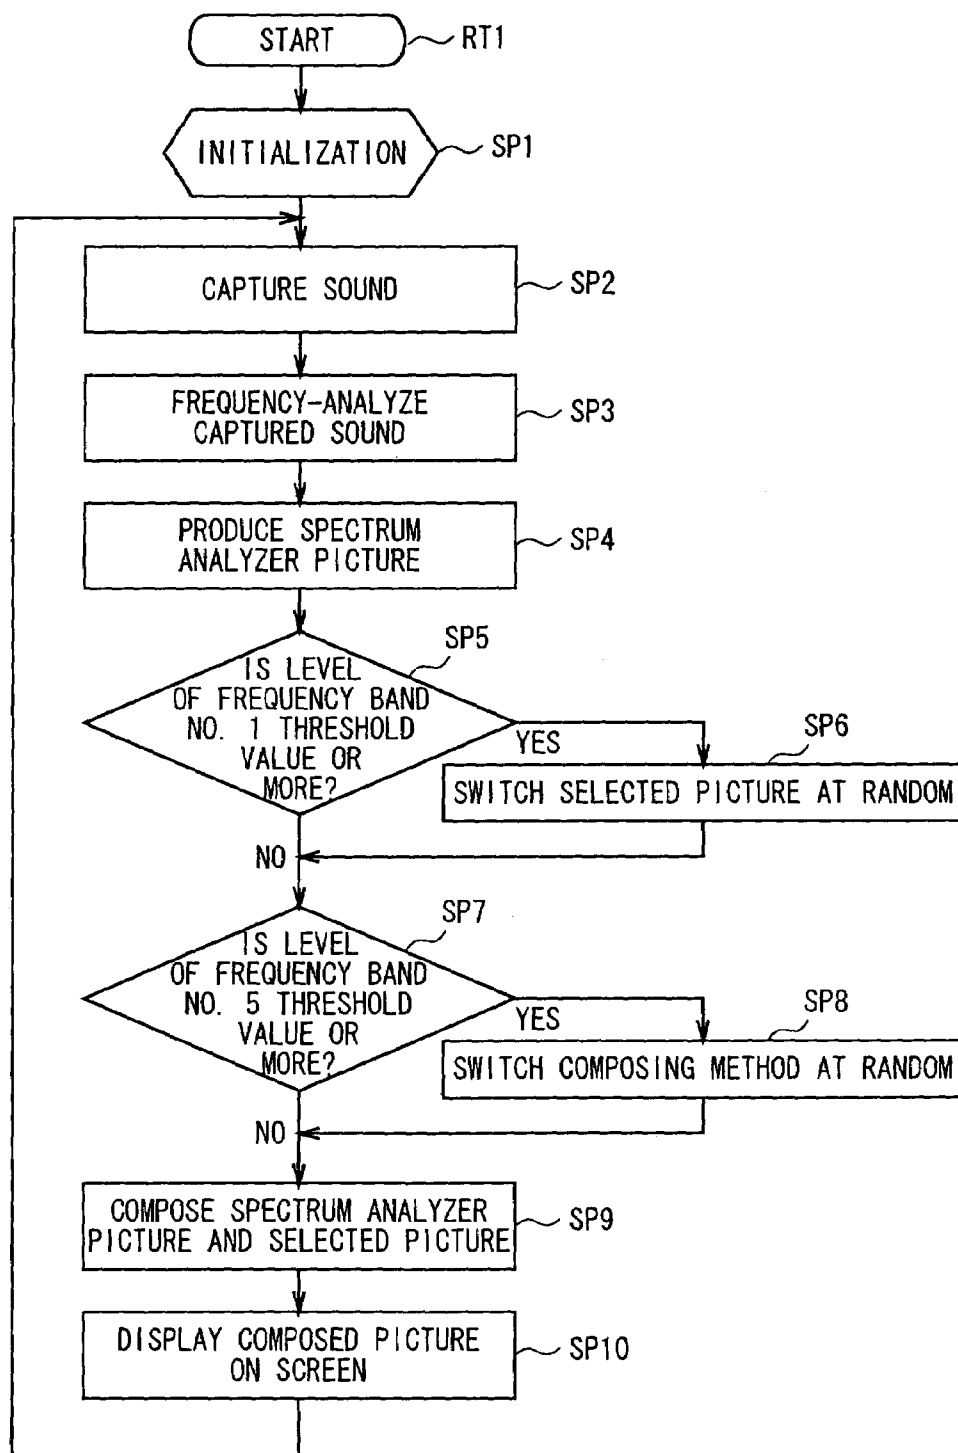 START
RT1
INITIALIZATION
SP1
CAPTURE SOUND
SP2
FREQUENCY-ANALYZE
CAPTURED SOUND
SP3
PRODUCE SPECTRUM
ANALYZER PICTURE
SP4
SP5
IS LEVEL
OF FREQUENCY BAND
NO. 1 THRESHOLD
VALUE OR
MORE?
YES
SP6
SWITCH SELECTED PICTURE AT RANDOM
NO
SP7
IS LEVEL
OF FREQUENCY BAND
NO. 5 THRESHOLD
VALUE OR
MORE?
YES
SP8
SWITCH COMPOSING METHOD AT RANDOM
NO
COMPOSE SPECTRUM ANALYZER
PICTURE AND SELECTED PICTURE
SP9
DISPLAY COMPOSED PICTURE
ON SCREEN
SP10